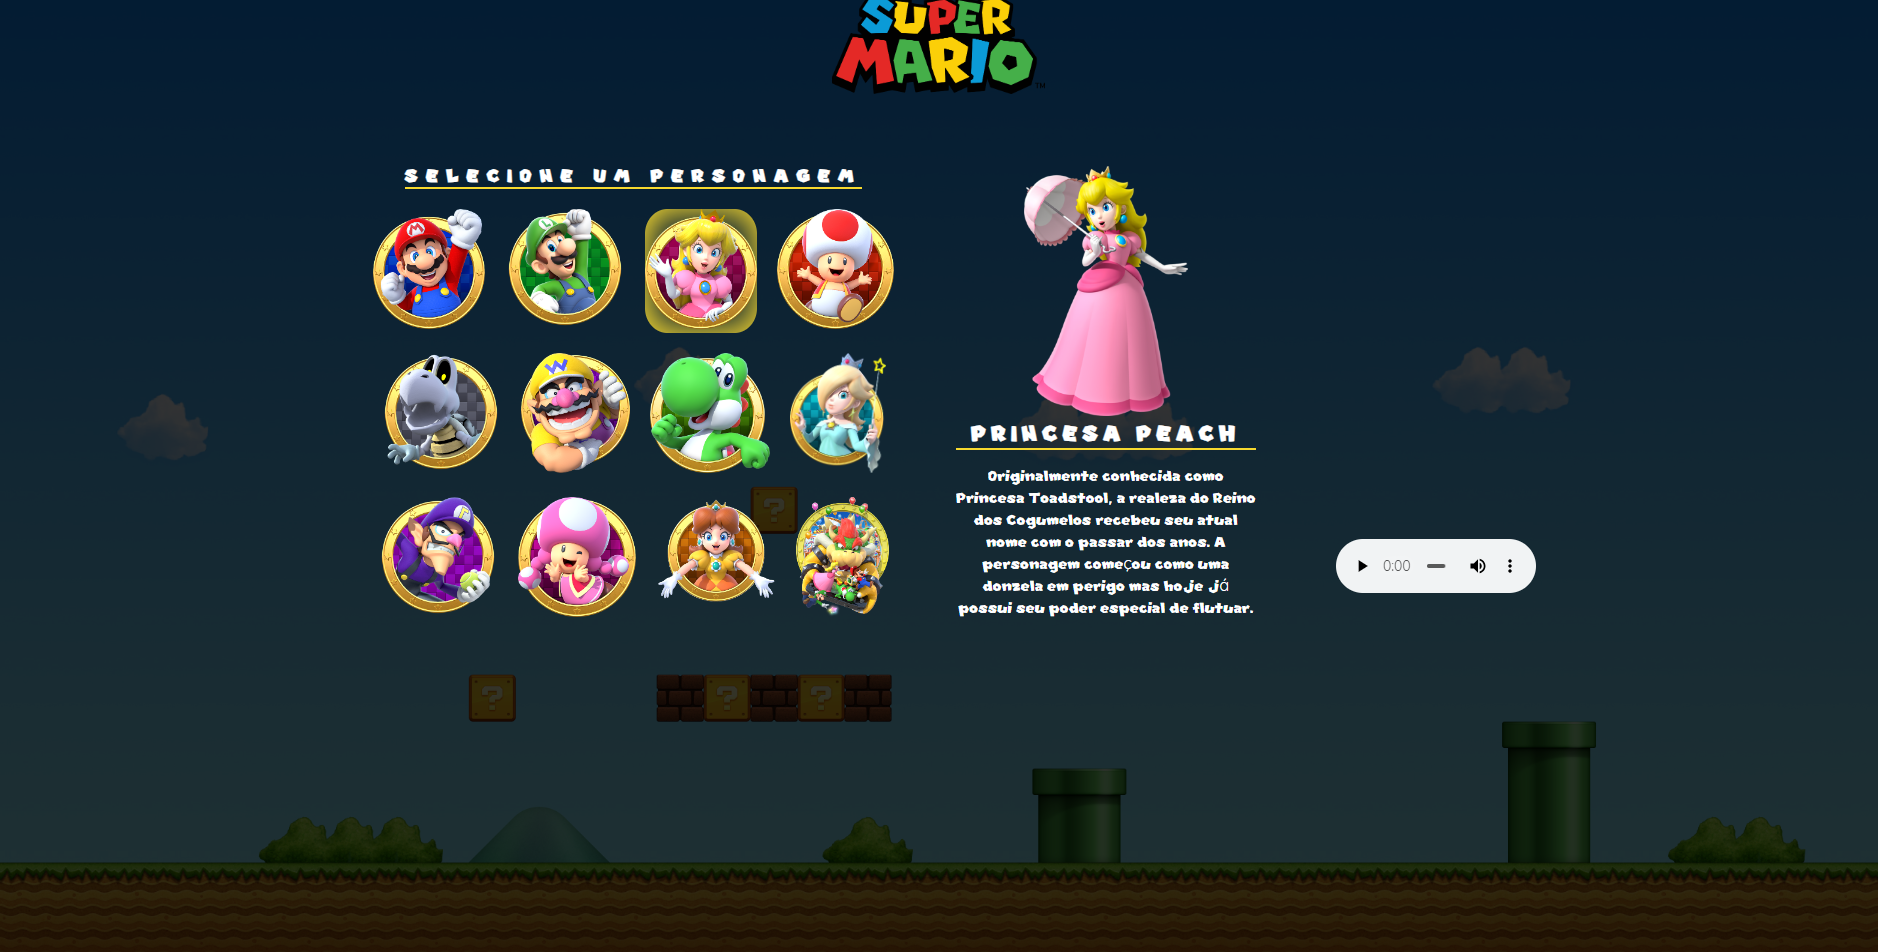 SUPER
MARIO
TM
SELECIONE UM PERSONAGEM
M
L
W
PRINCESA PEACH
Originalmente conhecida como
Princesa Toadstool, a realeza do Reino
dos Cogumelos recebeu seu atual
nome com o passar dos anos. A
personagem começou como uma
donzela em perigo mas hoje já
possui seu poder especial de flutuar.
?
0:00
?
?
?